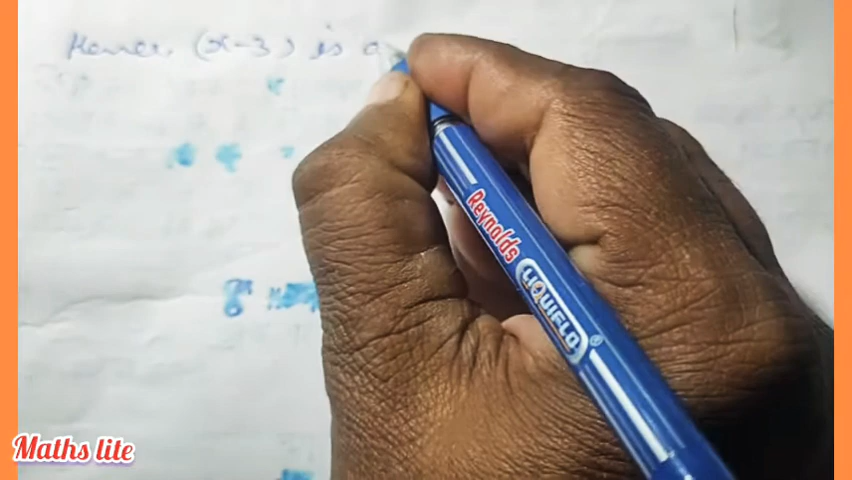 Hence (x-3) is a
Reynolds
LIQUIFLO®
Maths lite